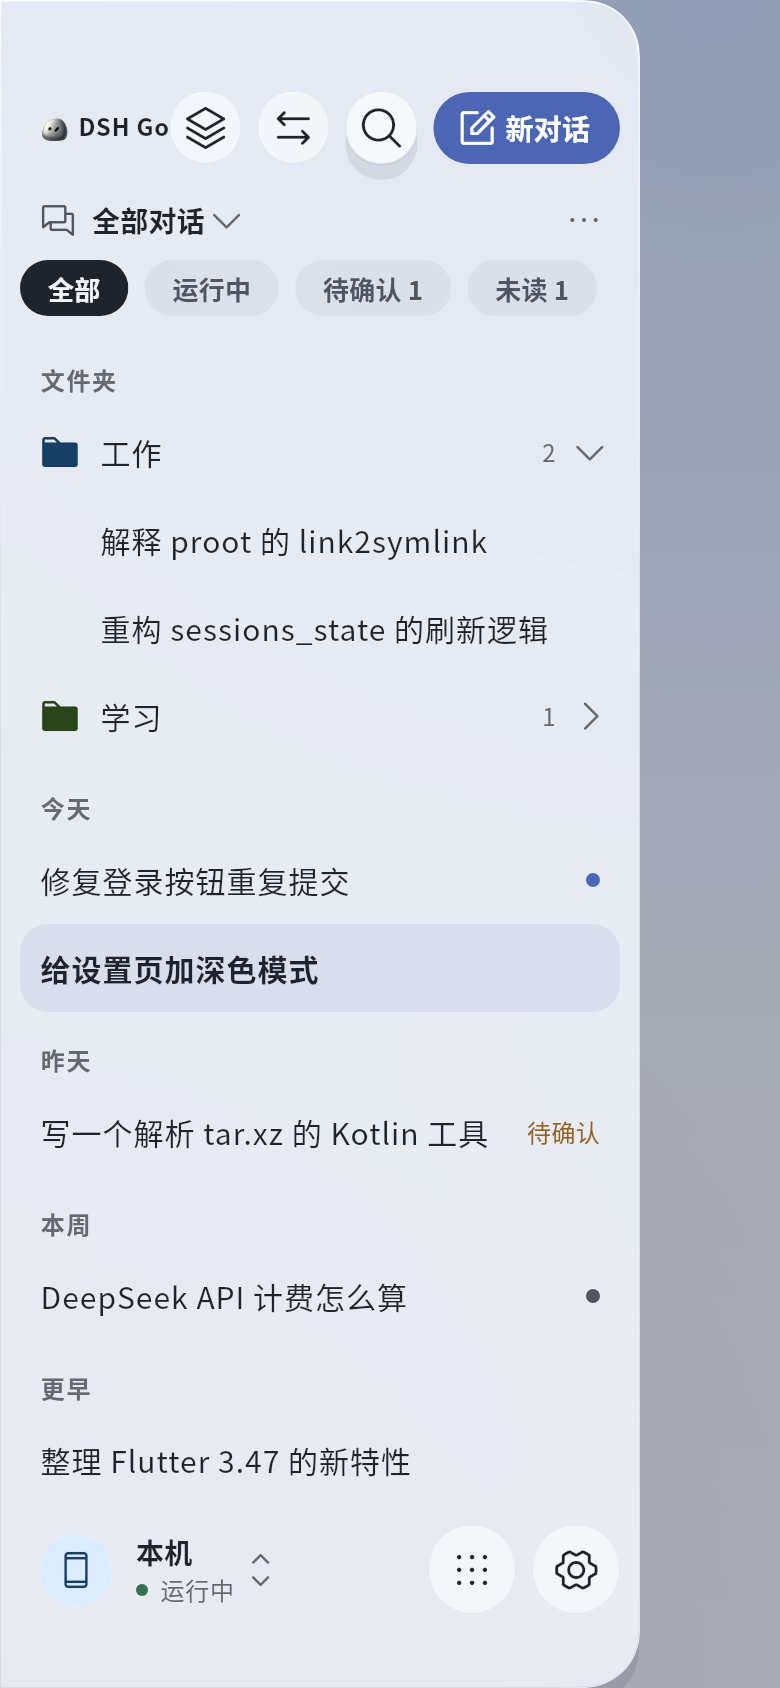 DSH Go
新对话
全部对话
全部 运行中 待确认 1 未读 1
文件夹
工作 2
解释 proot 的 link2symlink
重构 sessions_state 的刷新逻辑
学习 1
今天
修复登录按钮重复提交
给设置页加深色模式
昨天
写一个解析 tar.xz 的 Kotlin 工具 待确认
本周
DeepSeek API 计费怎么算
更早
整理 Flutter 3.47 的新特性
本机
运行中